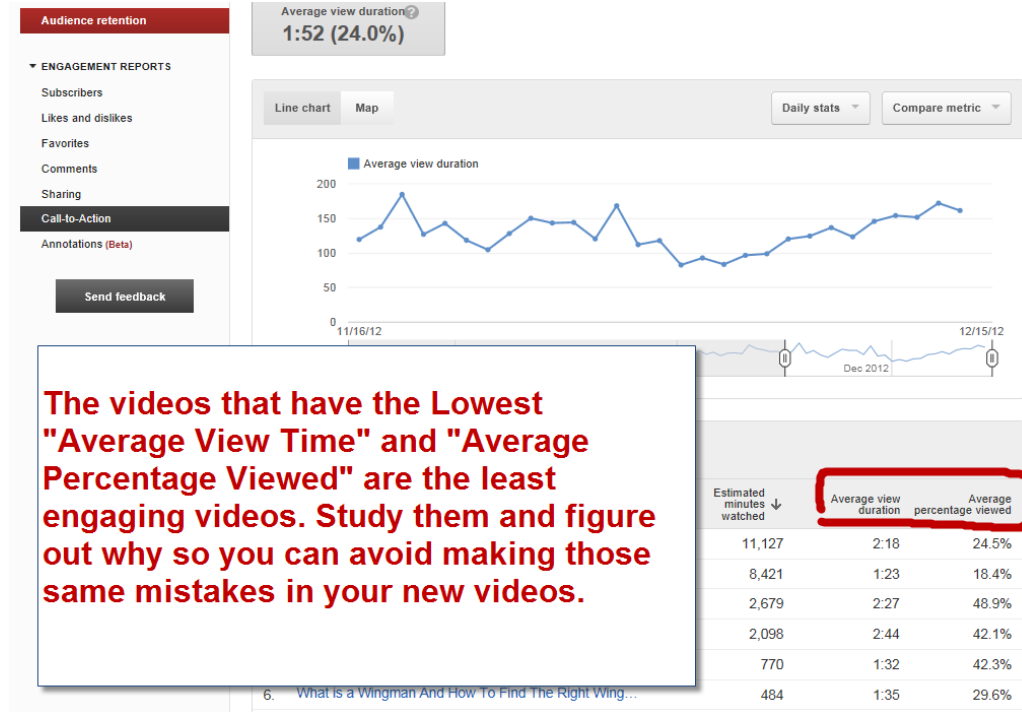 Audience retention
ENGAGEMENT REPORTS
Subscribers
Likes and dislikes
Favorites
Comments
Sharing
Call-to-Action
Annotations (Beta)
Send feedback
Average view duration ?
1:52 (24.0%)
Line chart Map Daily stats Compare metric
Average view duration
200
150
100
50
0
11/16/12 12/15/12
Dec 2012
The videos that have the Lowest
"Average View Time" and "Average
Percentage Viewed" are the least
engaging videos. Study them and figure
out why so you can avoid making those
same mistakes in your new videos.
Estimated
minutes
watched
Average view
duration
Average
percentage viewed
11,127 2:18 24.5%
8,421 1:23 18.4%
2,679 2:27 48.9%
2,098 2:44 42.1%
770 1:32 42.3%
6. What is a Wingman And How To Find The Right Wing... 484 1:35 29.6%